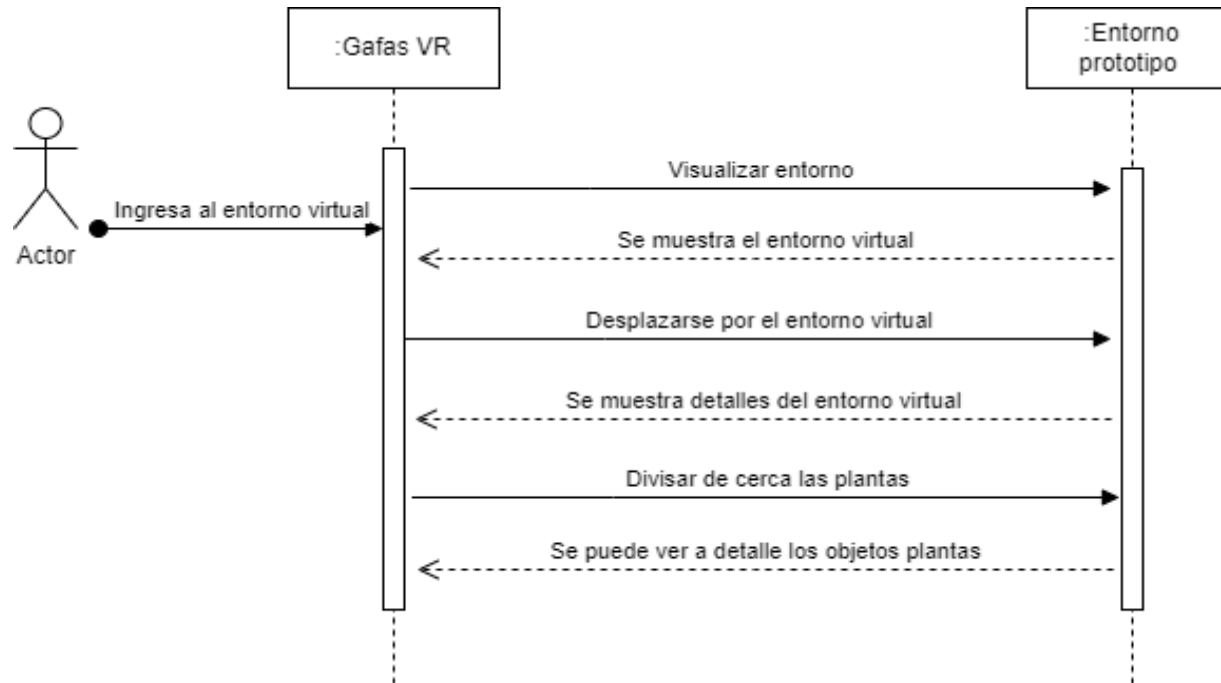 :Gafas VR
:Entorno
prototipo
Visualizar entorno
Ingresa al entorno virtual
Actor
Se muestra el entorno virtual
Desplazarse por el entorno virtual
Se muestra detalles del entorno virtual
Divisar de cerca las plantas
Se puede ver a detalle los objetos plantas